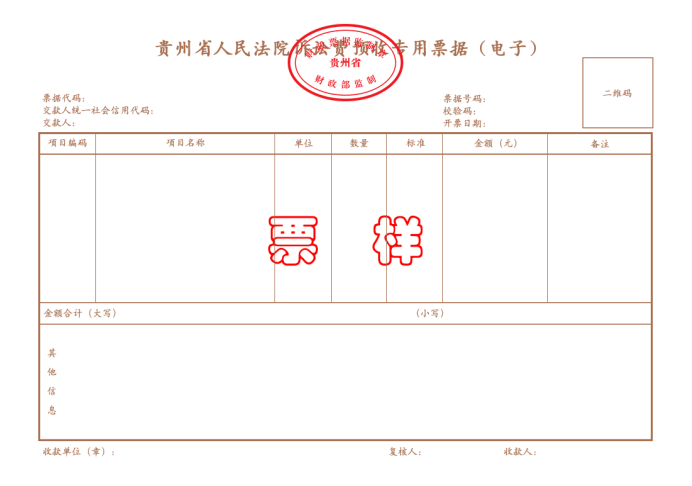 贵州省人民法院诉讼费预收专用票据（电子）
财政票据监制章
贵州省
财政部监制
二维码
票据代码：
票据号码：
交款人统一社会信用代码：
校验码：
交款人：
开票日期：
项目编码 项目名称 单位 数量 标准 金额（元） 备注
票 样
金额合计（大写） （小写）
其他信息
收款单位（章）： 复核人： 收款人：